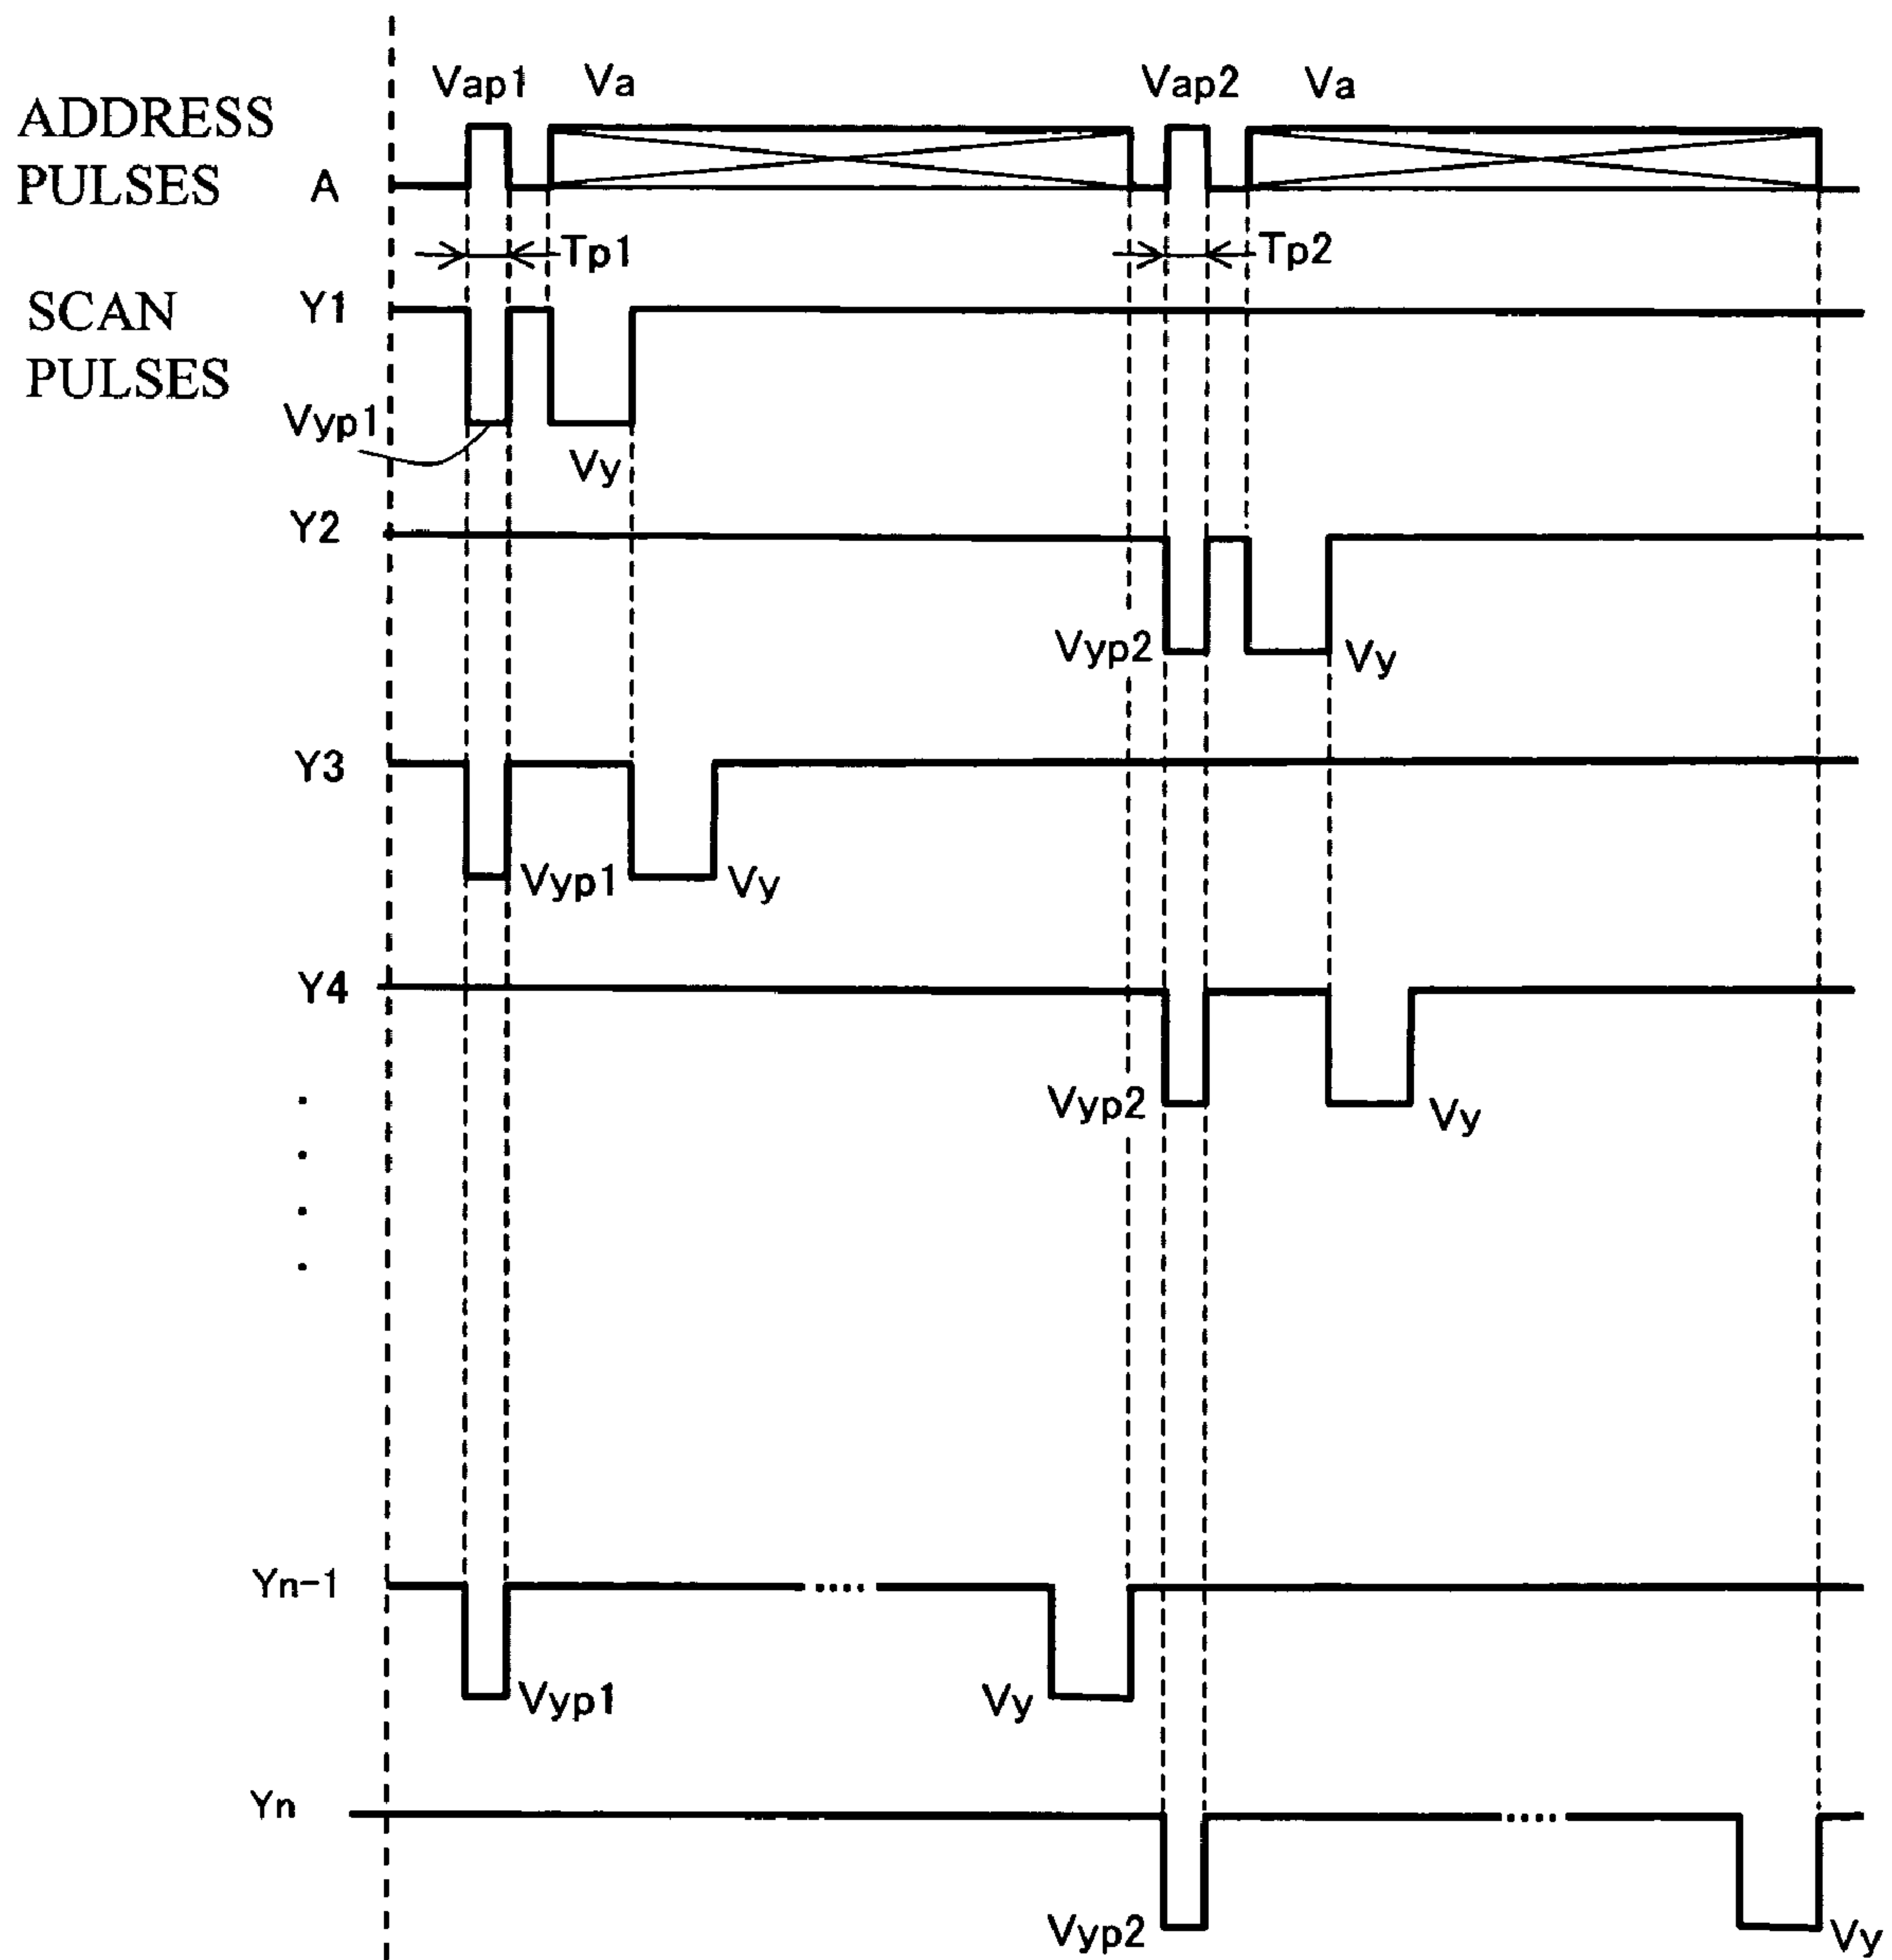 Vap1 Va Vap2 Va
ADDRESS
PULSES A
Tp1 Tp2
SCAN Y1
PULSES
Vyp1
Vy
Y2
Vyp2 Vy
Y3
Vyp1 Vy
Y4
Vyp2 Vy
Yn-1
Vyp1 Vy
Yn
Vyp2 Vy